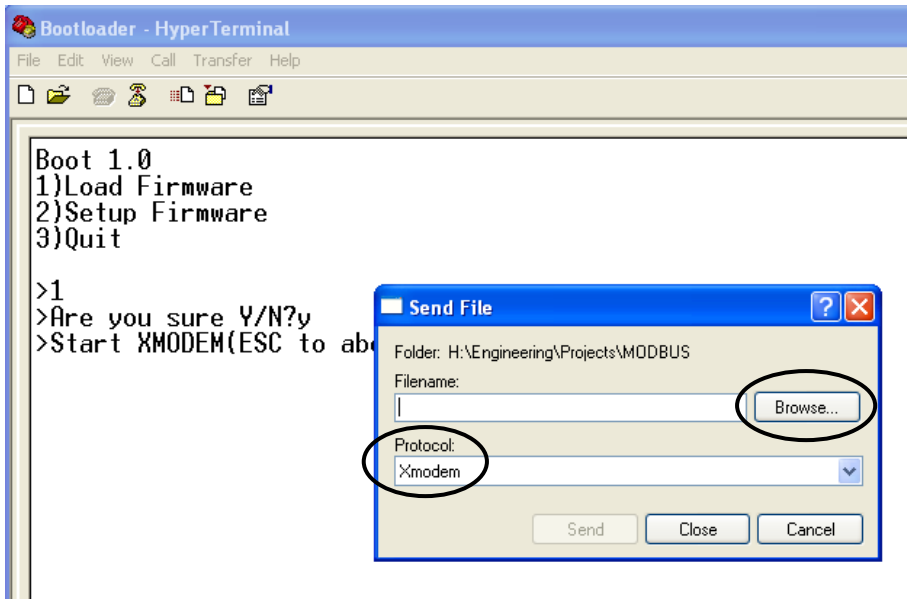 Bootloader - HyperTerminal
File Edit View Call Transfer Help
Boot 1.0
1)Load Firmware
2)Setup Firmware
3)Quit
>1
>Are you sure Y/N?y
>Start XMODEM(ESC to abo
Send File
Folder: H:\Engineering\Projects\MODBUS
Filename:
Browse...
Protocol:
Xmodem
Send Close Cancel